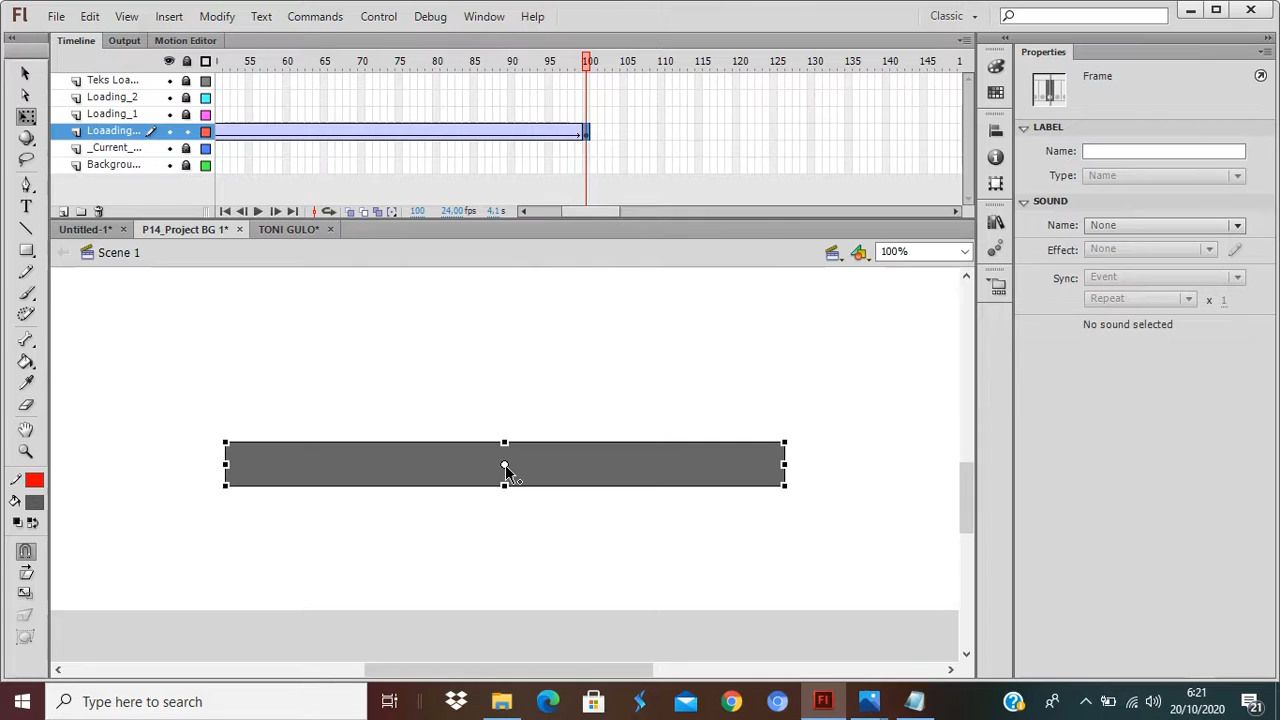 Fl File Edit View Insert Modify Text Commands Control Debug Window Help Classic
Timeline Output Motion Editor
Properties
55 60 65 70 75 80 85 90 95 100 105 110 115 120 125 130 135 140 145 1
Frame
Teks Loa...
Loading_2
Loading_1
Loaading...
_Current_...
Backgrou...
LABEL
Name:
Type: Name
SOUND
100 24,00 fps 4,1 s
Name: None
Untitled-1* × P14_Project BG 1* × TONI GULO* ×
Effect: None
Scene 1 100%
Sync: Event
Repeat x 1
No sound selected
Type here to search
Fl
6:21
20/10/2020
21